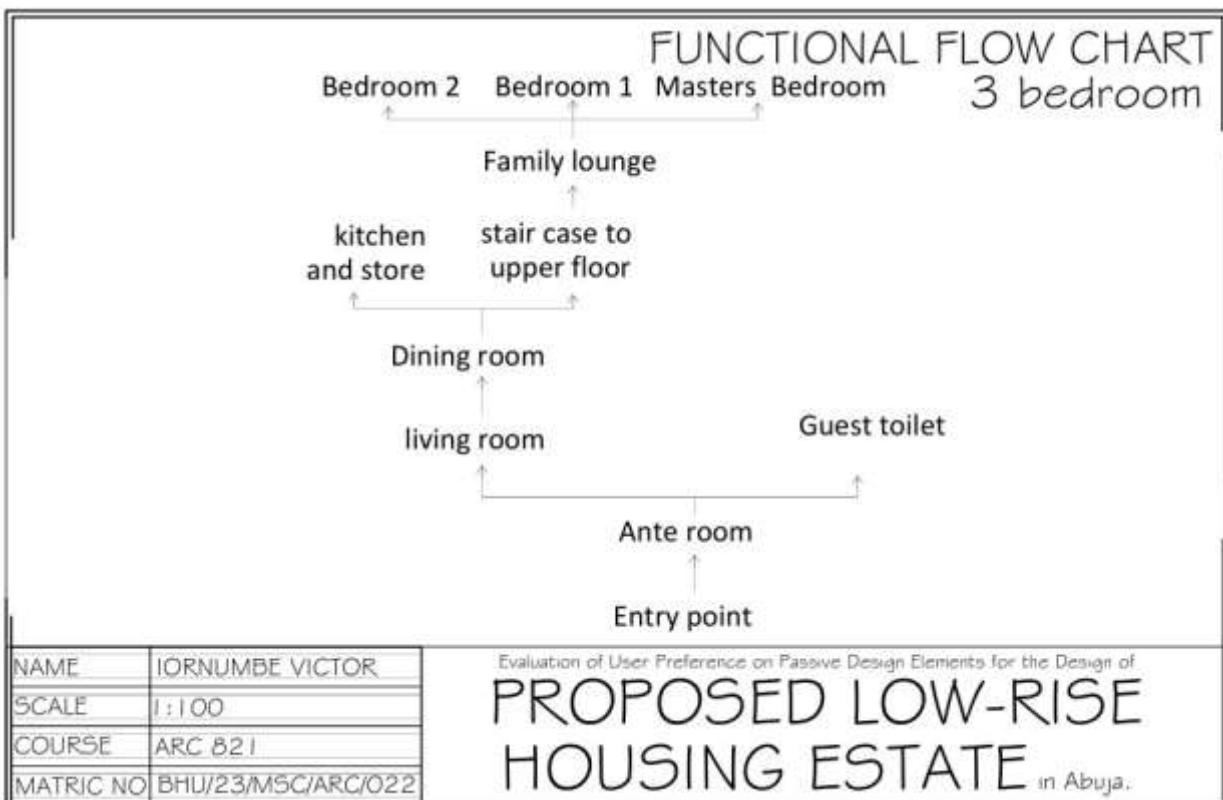 FUNCTIONAL FLOW CHART
3 bedroom
Bedroom 2 Bedroom 1 Masters Bedroom
Family lounge
kitchen
and store
stair case to
upper floor
Dining room
living room
Guest toilet
Ante room
Entry point
NAME IORNUMBE VICTOR
SCALE 1:100
COURSE ARC 821
MATRIC NO BHU/23/MSC/ARC/022
Evaluation of User Preference on Passive Design Elements for the Design of
PROPOSED LOW-RISE
HOUSING ESTATE in Abuja.